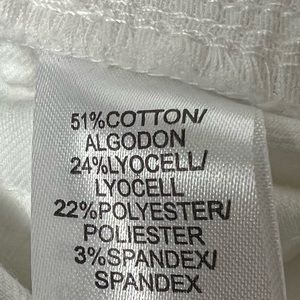 51%COTTON/
ALGODON
24%LYOCELL/
LYOCELL
22%POLYESTER/
POLIESTER
3%SPANDEX/
SPANDEX